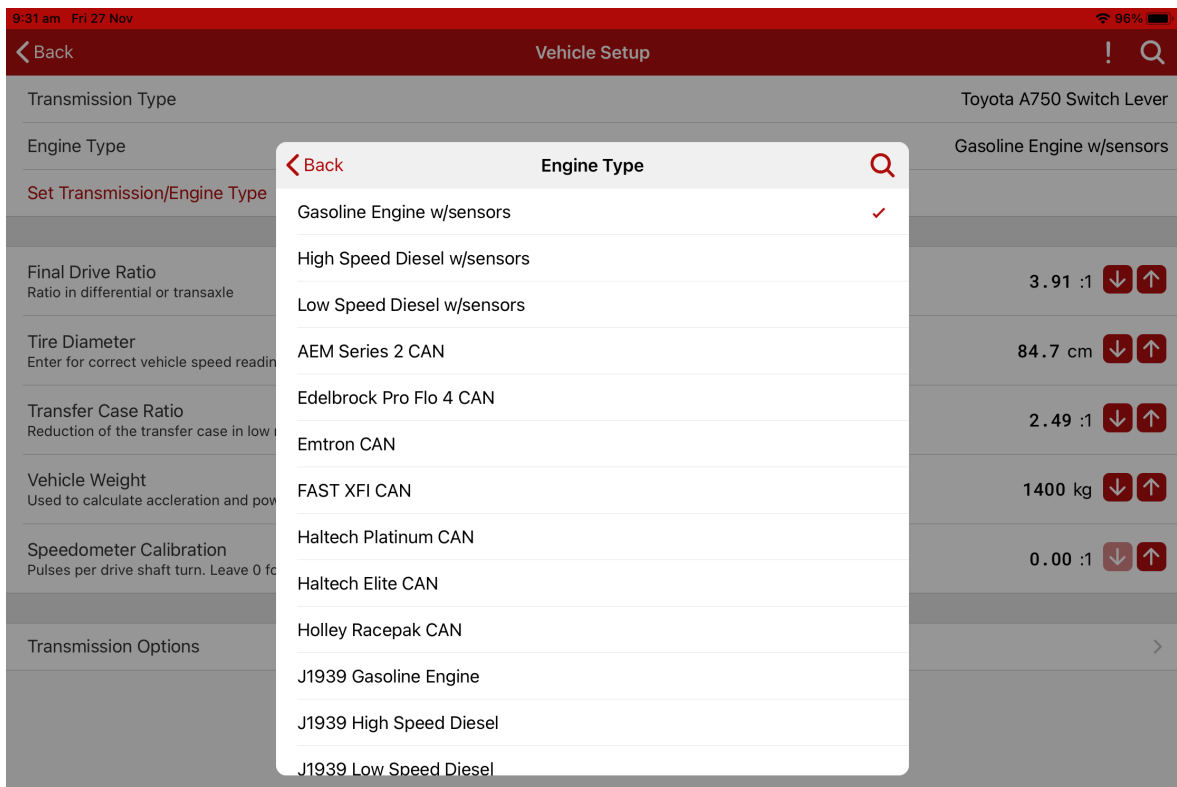 9:31 am Fri 27 Nov
96%
Back
Vehicle Setup
!
Transmission Type
Toyota A750 Switch Lever
Engine Type
Gasoline Engine w/sensors
Set Transmission/Engine Type
Final Drive Ratio
Ratio in differential or transaxle
3.91 :1
Tire Diameter
Enter for correct vehicle speed readin
84.7 cm
Transfer Case Ratio
Reduction of the transfer case in low
2.49 :1
Vehicle Weight
Used to calculate accleration and pow
1400 kg
Speedometer Calibration
Pulses per drive shaft turn. Leave 0 fo
0.00 :1
Transmission Options
Back
Engine Type
Gasoline Engine w/sensors
High Speed Diesel w/sensors
Low Speed Diesel w/sensors
AEM Series 2 CAN
Edelbrock Pro Flo 4 CAN
Emtron CAN
FAST XFI CAN
Haltech Platinum CAN
Haltech Elite CAN
Holley Racepak CAN
J1939 Gasoline Engine
J1939 High Speed Diesel
J1939 Low Speed Diesel